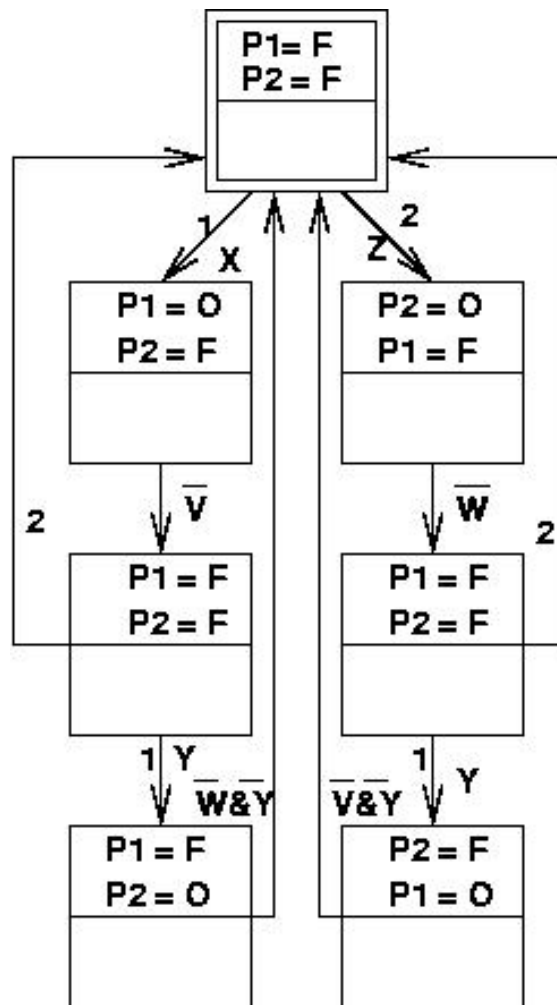 P1= F
P2 = F
1
2
X
Z
P1 = O
P2 = F
P2 = O
P1 = F
V̅
W̅
2
2
P1 = F
P2 = F
P1 = F
P2 = F
1 Y
1 Y
W̅&Y̅
V̅&Y̅
P1 = F
P2 = O
P2 = F
P1 = O